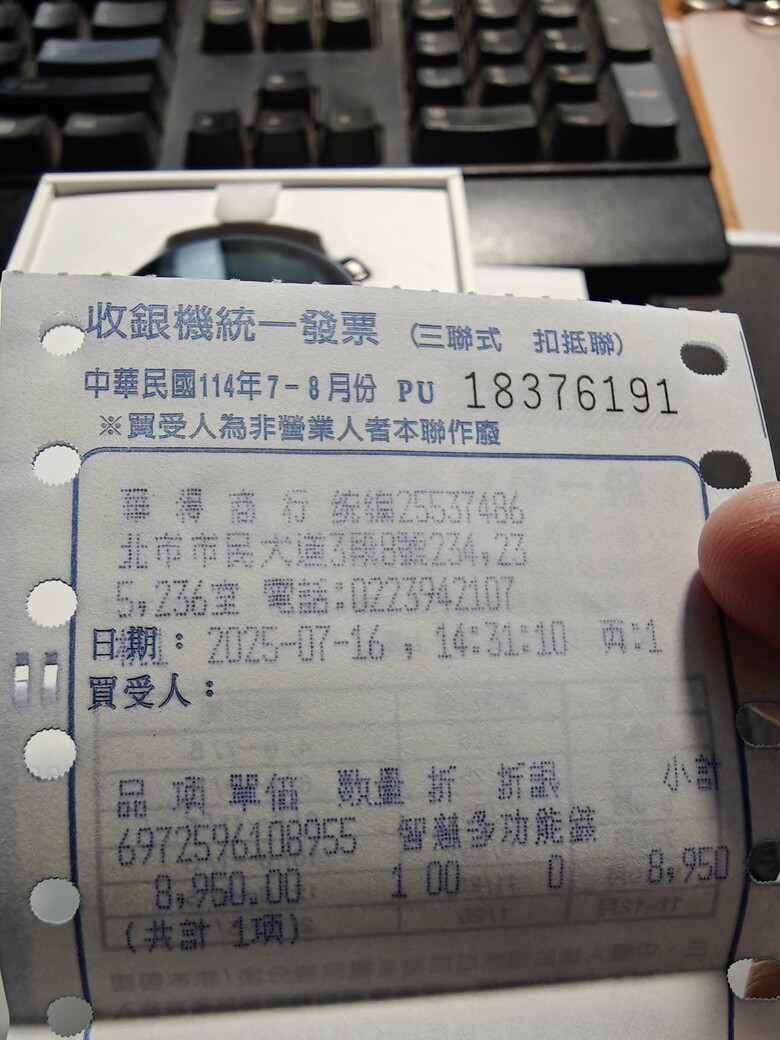 收銀機統一發票 (三聯式 扣抵聯)
中華民國114年7-8月份 PU 18376191
※買受人為非營業人者本聯作廢
得商行 統編25537486
北市市民大道3段8號234,23
5,236室 電話:0223942107
日期: 2025-07-16 , 14:31:10
買受人:
品 項 單價 數量 折 折讓 小計
6972596108955 智 多功能錶
8,950.00 1 00 0 8,950
(共計 1項)